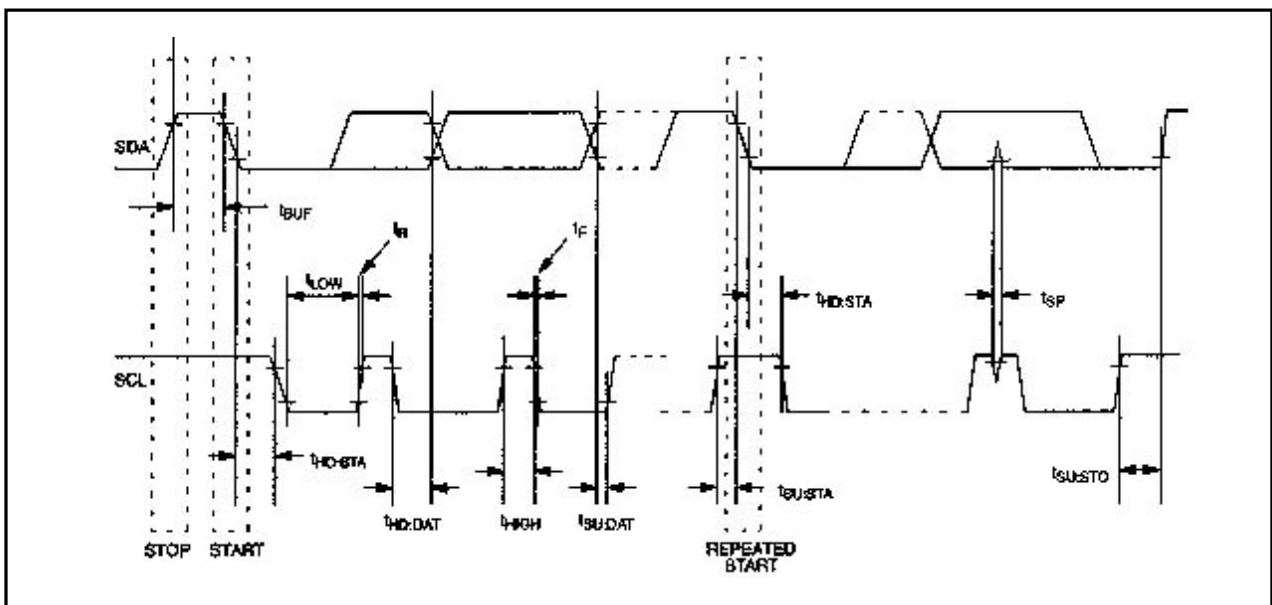 SDA
tBUF
tR
tF
tLOW
tHD:STA
tSP
SCL
tHD:STA
tSU:STA
tSU:STO
tHD:DAT
tHIGH
tSU:DAT
STOP
START
REPEATED
START